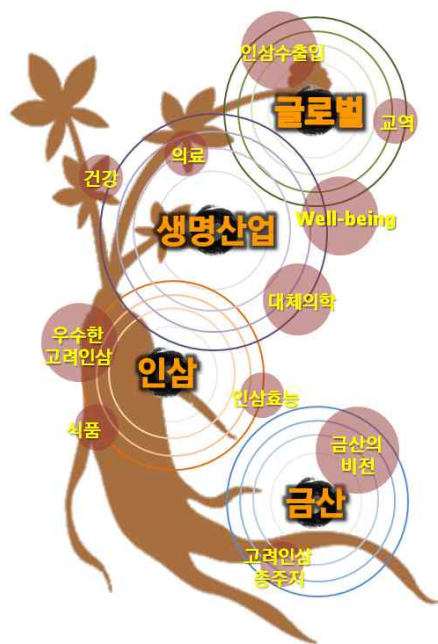 인삼수출입
글로벌
교역
의료
건강
생명산업
Well-being
대체의학
우수한
고려인삼
인삼
인삼효능
식품
금산의
비전
금산
고려인삼
종주지